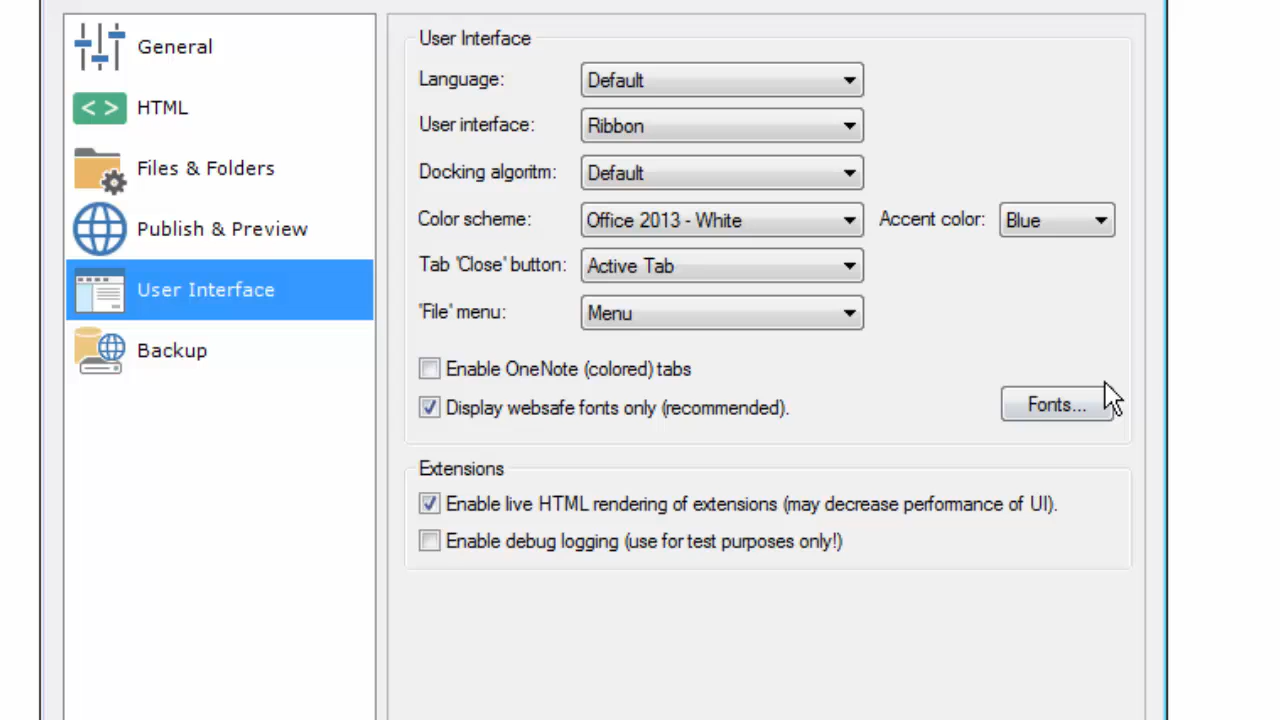 General
< > HTML
Files & Folders
Publish & Preview
User Interface
Backup
User Interface
Language: Default
User interface: Ribbon
Docking algoritm: Default
Color scheme: Office 2013 - White Accent color: Blue
Tab 'Close' button: Active Tab
'File' menu: Menu
Enable OneNote (colored) tabs
Display websafe fonts only (recommended). Fonts...
Extensions
Enable live HTML rendering of extensions (may decrease performance of UI).
Enable debug logging (use for test purposes only!)